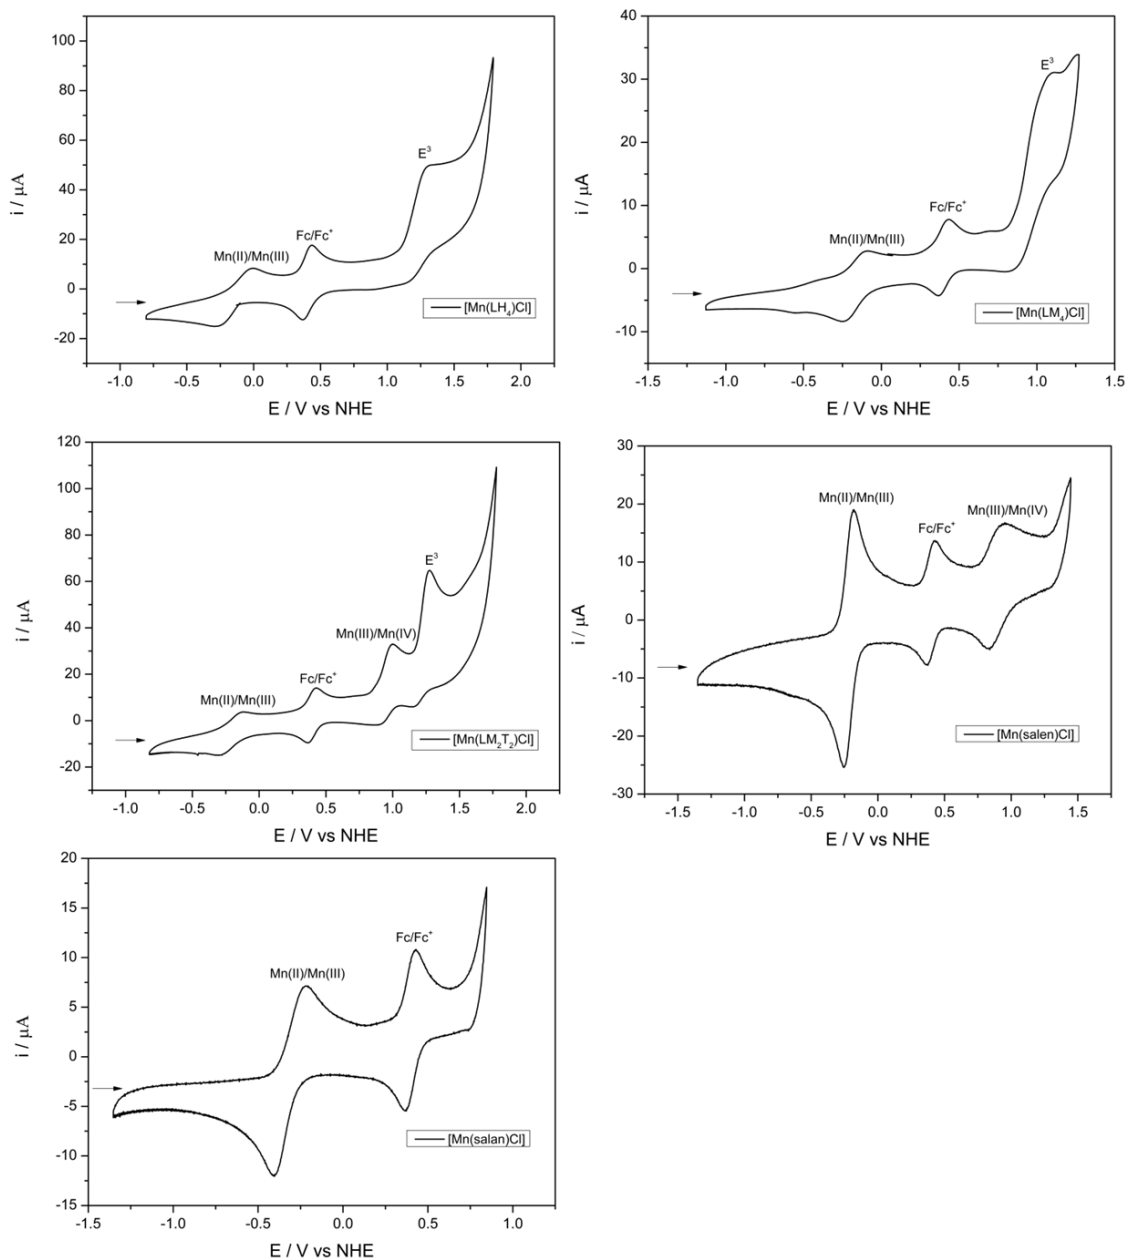 100
80
60
40
20
0
-20
-1.0
-0.5
0.0
0.5
1.0
1.5
2.0
i / μA
E / V vs NHE
Mn(II)/Mn(III)
Fc/Fc⁺
E³
[Mn(LH₄)Cl]
40
30
20
10
0
-10
-1.5
-1.0
-0.5
0.0
0.5
1.0
1.5
i / μA
E / V vs NHE
Mn(II)/Mn(III)
Fc/Fc⁺
E³
[Mn(LM₄)Cl]
120
100
80
60
40
20
0
-20
-1.0
-0.5
0.0
0.5
1.0
1.5
2.0
i / μA
E / V vs NHE
Mn(II)/Mn(III)
Fc/Fc⁺
Mn(III)/Mn(IV)
E³
[Mn(LM₂T₂)Cl]
30
20
10
0
-10
-20
-30
-1.5
-1.0
-0.5
0.0
0.5
1.0
1.5
i / μA
E / V vs NHE
Mn(II)/Mn(III)
Fc/Fc⁺
Mn(III)/Mn(IV)
[Mn(salen)Cl]
20
15
10
5
0
-5
-10
-15
-1.5
-1.0
-0.5
0.0
0.5
1.0
i / μA
E / V vs NHE
Mn(II)/Mn(III)
Fc/Fc⁺
[Mn(salan)Cl]